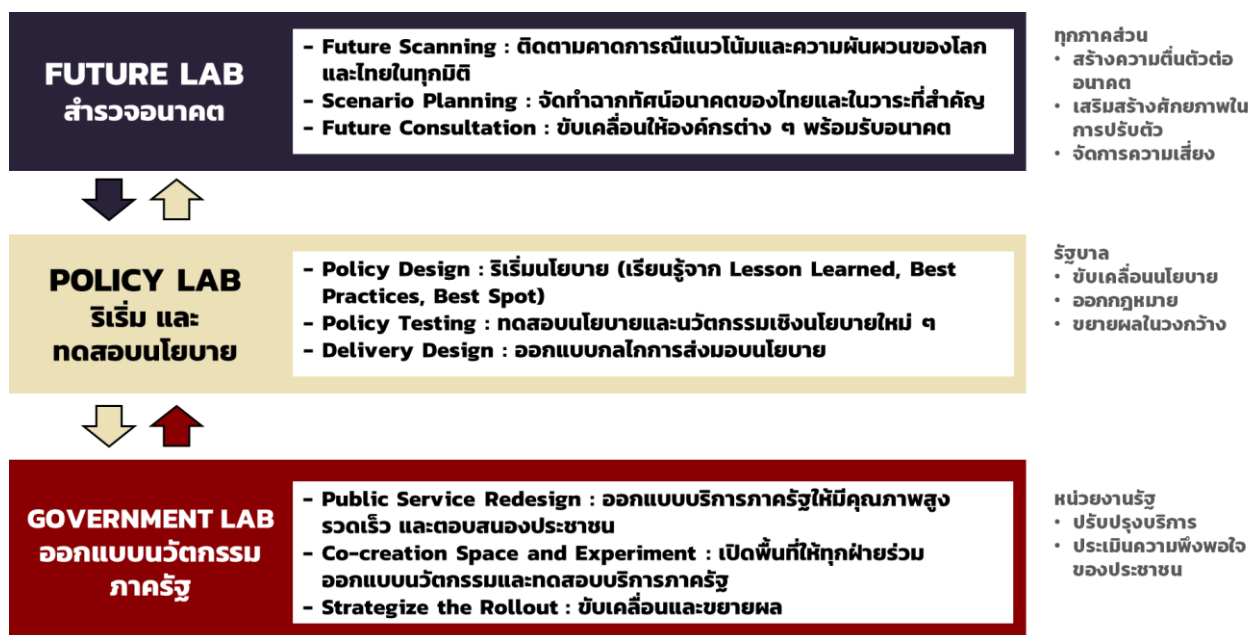 FUTURE LAB
สำรวจอนาคต
- Future Scanning : ติดตามคาดการณ์แนวโน้มและความผันผวนของโลก
และไทยในทุกมิติ
- Scenario Planning : จัดทำฉากทัศน์อนาคตของไทยและในวาระที่สำคัญ
- Future Consultation : ขับเคลื่อนให้องค์กรต่าง ๆ พร้อมรับอนาคต
ทุกภาคส่วน
• สร้างความตื่นตัวต่อ
อนาคต
• เสริมสร้างศักยภาพใน
การปรับตัว
• จัดการความเสี่ยง
POLICY LAB
ริเริ่ม และ
ทดสอบนโยบาย
- Policy Design : ริเริ่มนโยบาย (เรียนรู้จาก Lesson Learned, Best
Practices, Best Spot)
- Policy Testing : ทดสอบนโยบายและนวัตกรรมเชิงนโยบายใหม่ ๆ
- Delivery Design : ออกแบบกลไกการส่งมอบนโยบาย
รัฐบาล
• ขับเคลื่อนนโยบาย
• ออกกฎหมาย
• ขยายผลในวงกว้าง
GOVERNMENT LAB
ออกแบบนวัตกรรม
ภาครัฐ
- Public Service Redesign : ออกแบบบริการภาครัฐให้มีคุณภาพสูง
รวดเร็ว และตอบสนองประชาชน
- Co-creation Space and Experiment : เปิดพื้นที่ให้ทุกฝ่ายร่วม
ออกแบบนวัตกรรมและทดสอบบริการภาครัฐ
- Strategize the Rollout : ขับเคลื่อนและขยายผล
หน่วยงานรัฐ
• ปรับปรุงบริการ
• ประเมินความพึงพอใจ
ของประชาชน